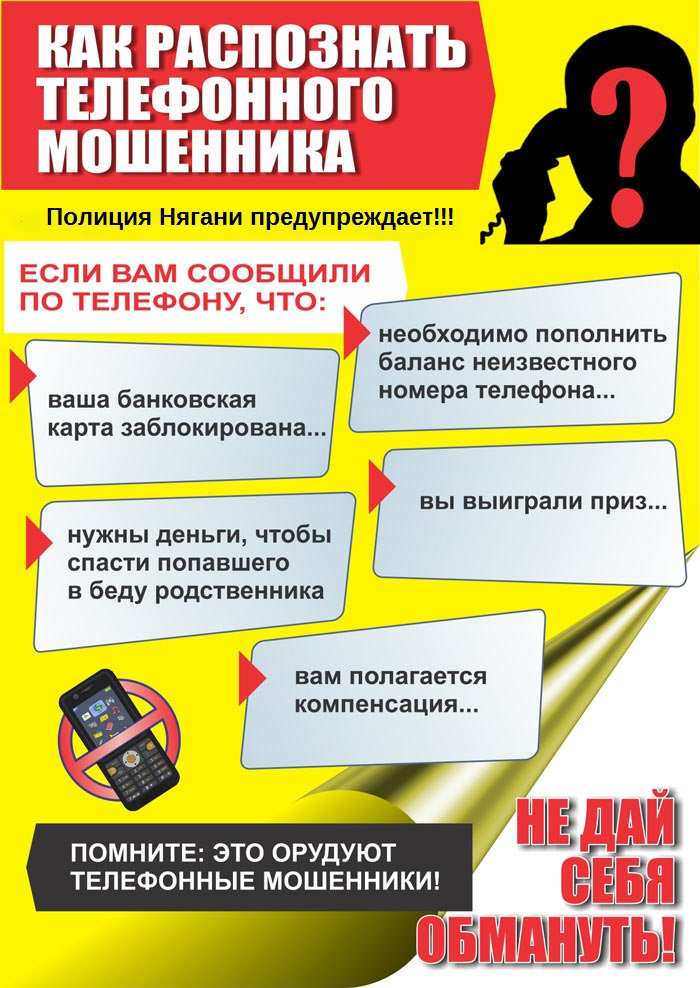 КАК РАСПОЗНАТЬ
ТЕЛЕФОННОГО
МОШЕННИКА
?
Полиция Нягани предупреждает!!!
ЕСЛИ ВАМ СООБЩИЛИ
ПО ТЕЛЕФОНУ, ЧТО:
ваша банковская
карта заблокирована...
необходимо пополнить
баланс неизвестного
номера телефона...
нужны деньги, чтобы
спасти попавшего
в беду родственника
вы выиграли приз...
вам полагается
компенсация...
ПОМНИТЕ: ЭТО ОРУДУЮТ
ТЕЛЕФОННЫЕ МОШЕННИКИ!
НЕ ДАЙ
СЕБЯ
ОБМАНУТЬ!